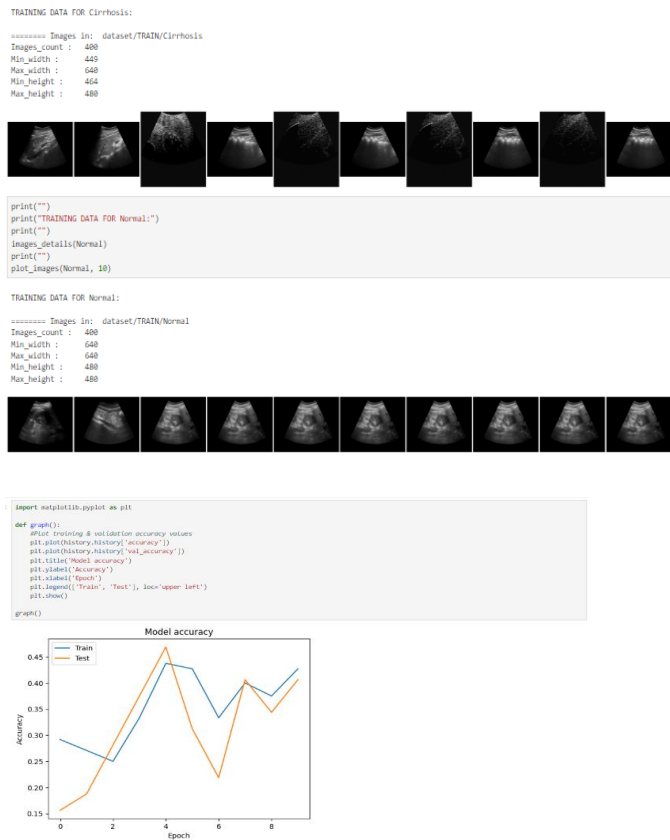 TRAINING DATA FOR Cirrhosis:
======== Images in:  dataset/TRAIN/Cirrhosis
Images_count :   400
Min_width :      449
Max_width :      640
Min_height :     464
Max_height :     480
print("")
print("TRAINING DATA FOR Normal:")
print("")
images_details(Normal)
print("")
plot_images(Normal, 10)
TRAINING DATA FOR Normal:
======== Images in:  dataset/TRAIN/Normal
Images_count :   400
Min_width :      640
Max_width :      640
Min_height :     480
Max_height :     480
import matplotlib.pyplot as plt
def graph():
    #Plot training & validation accuracy values
    plt.plot(history.history['accuracy'])
    plt.plot(history.history['val_accuracy'])
    plt.title('Model accuracy')
    plt.ylabel('Accuracy')
    plt.xlabel('Epoch')
    plt.legend(['Train', 'Test'], loc='upper left')
    plt.show()
graph()
Model accuracy
Train
Test
0.45
0.40
0.35
0.30
0.25
0.20
0.15
Accuracy
0 2 4 6 8
Epoch